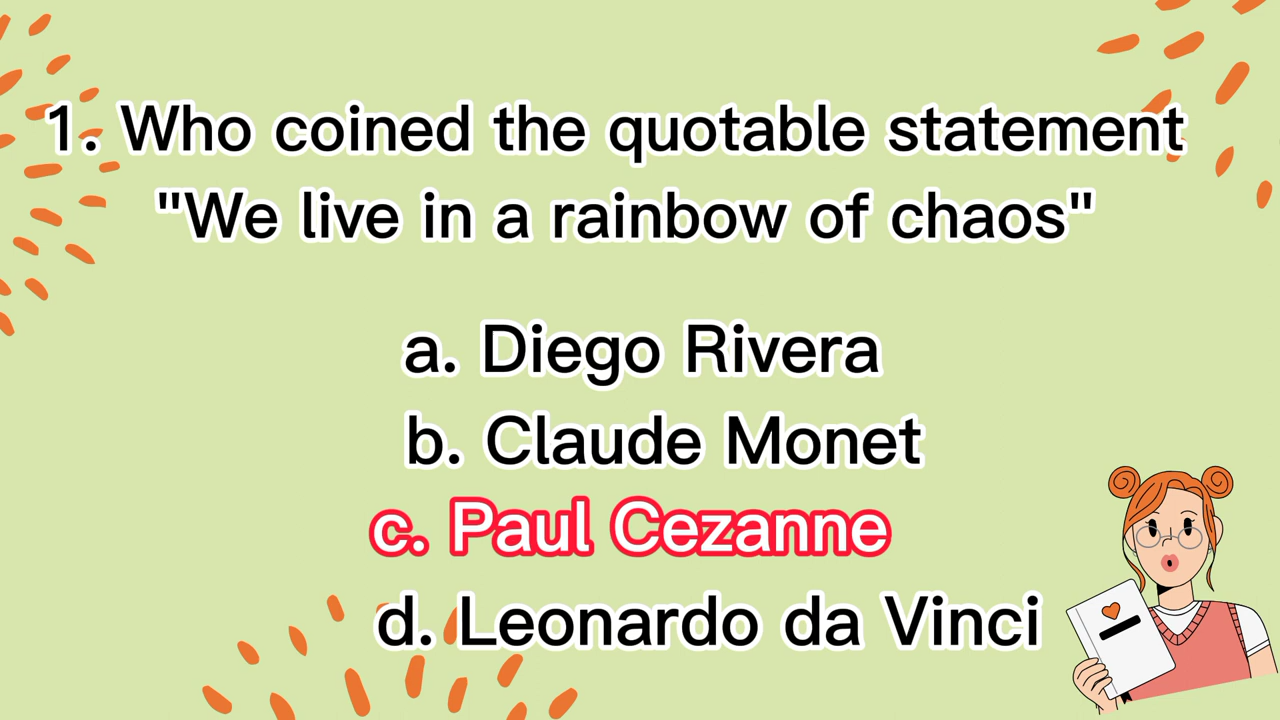 1. Who coined the quotable statement
"We live in a rainbow of chaos"
a. Diego Rivera
b. Claude Monet
c. Paul Cezanne
d. Leonardo da Vinci